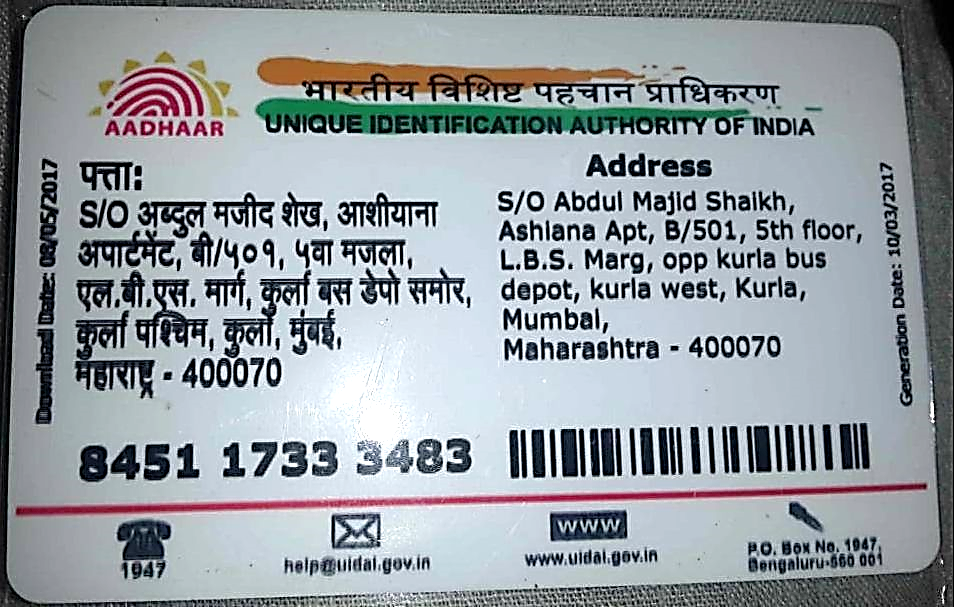 भारतीय विशिष्ट पहचान प्राधिकरण
AADHAAR
UNIQUE IDENTIFICATION AUTHORITY OF INDIA
Download Date: 08/05/2017
पत्ता:
S/O अब्दुल मजीद शेख, आशीयाना
अपार्टमेंट, बी/५०१, ५वा मजला,
एल.बी.एस. मार्ग, कुर्ला बस डेपो समोर,
कुर्ला पश्चिम, कुर्ला, मुंबई,
महाराष्ट्र - 400070
Address
S/O Abdul Majid Shaikh,
Ashiana Apt, B/501, 5th floor,
L.B.S. Marg, opp kurla bus
depot, kurla west, Kurla,
Mumbai,
Maharashtra - 400070
Generation Date: 10/03/2017
8451 1733 3483
1947
help@uidai.gov.in
www
www.uidai.gov.in
P.O. Box No. 1947,
Bengaluru-560 001